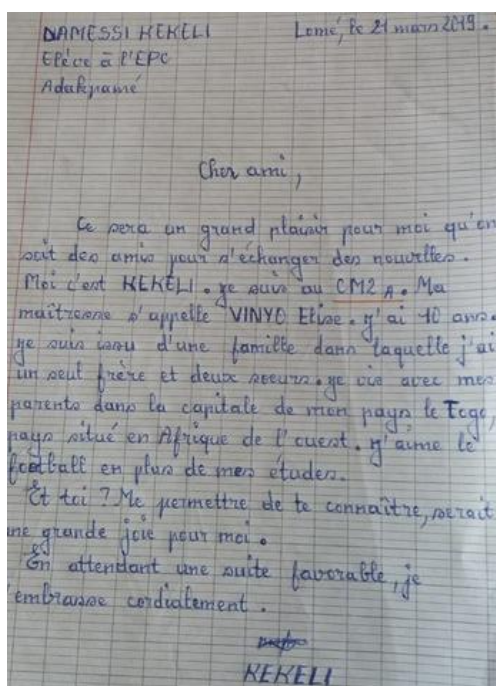 DAMESSI KEKELI Lomé, le 21 mars 2019.
Elève à l'EPC
Adakpamé
Cher ami,
Ce sera un grand plaisir pour moi qu'on
soit des amis pour s'échanger des nouvelles.
Moi c'est KEKELI. je suis au CM2 A. Ma
maîtresse s'appelle VINYO Elise. j'ai 10 ans.
je suis issu d'une famille dans laquelle j'ai
un seul frère et deux soeurs. je vis avec mes
parents dans la capitale de mon pays le Togo,
pays situé en Afrique de l'ouest. j'aime le
football en plus de mes études.
Et toi ? Me permettre de te connaître, serait
ne grande joie pour moi.
En attendant une suite favorable, je
'embrasse cordialement.
KEKELI